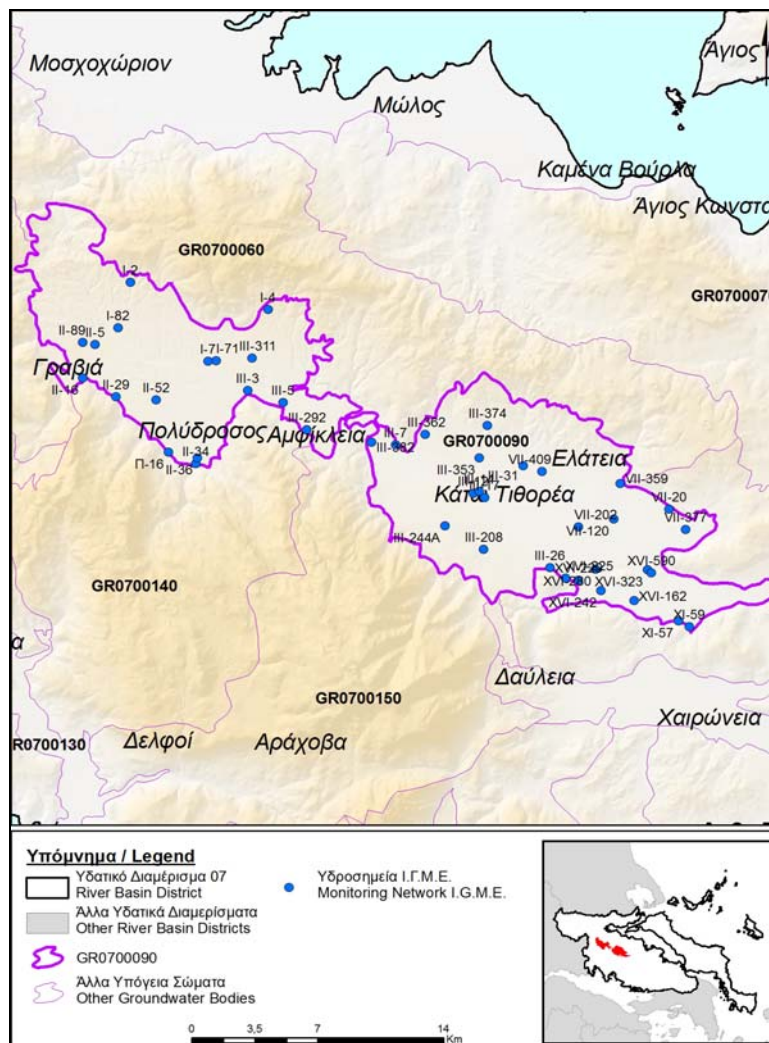 Μοσχοχώριον
Άγιος
Μώλος
Καμένα Βούρλα
Άγιος Κωνστα
GR0700060
GR070007
I-2
I-4
I-82
II-89
II-5
I-7
I-71
III-311
Γραβιά
II-16
II-29
II-52
III-3
III-5
III-374
III-292
III-7
III-362
Πολύδροσος
Αμφίκλεια
III-382
GR0700090
II-34
Π-16
II-36
III-353
III-31
VII-409
Ελάτεια
VII-359
Κάτω Τιθορέα
VII-20
VII-202
VII-377
VII-120
III-244A
III-208
III-26
XVI-590
XVI-323
XVI-162
XVI-242
XI-59
XI-57
GR0700140
Δαύλεια
GR0700150
Χαιρώνεια
GR0700130
Δελφοί
Αράχοβα
Υπόμνημα / Legend
Υδατικό Διαμέρισμα 07
River Basin District
Άλλα Υδατικά Διαμερίσματα
Other River Basin Districts
GR0700090
Άλλα Υπόγεια Σώματα
Other Groundwater Bodies
Υδροσημεία Ι.Γ.Μ.Ε.
Monitoring Network I.G.M.E.
0 3,5 7 14
Km